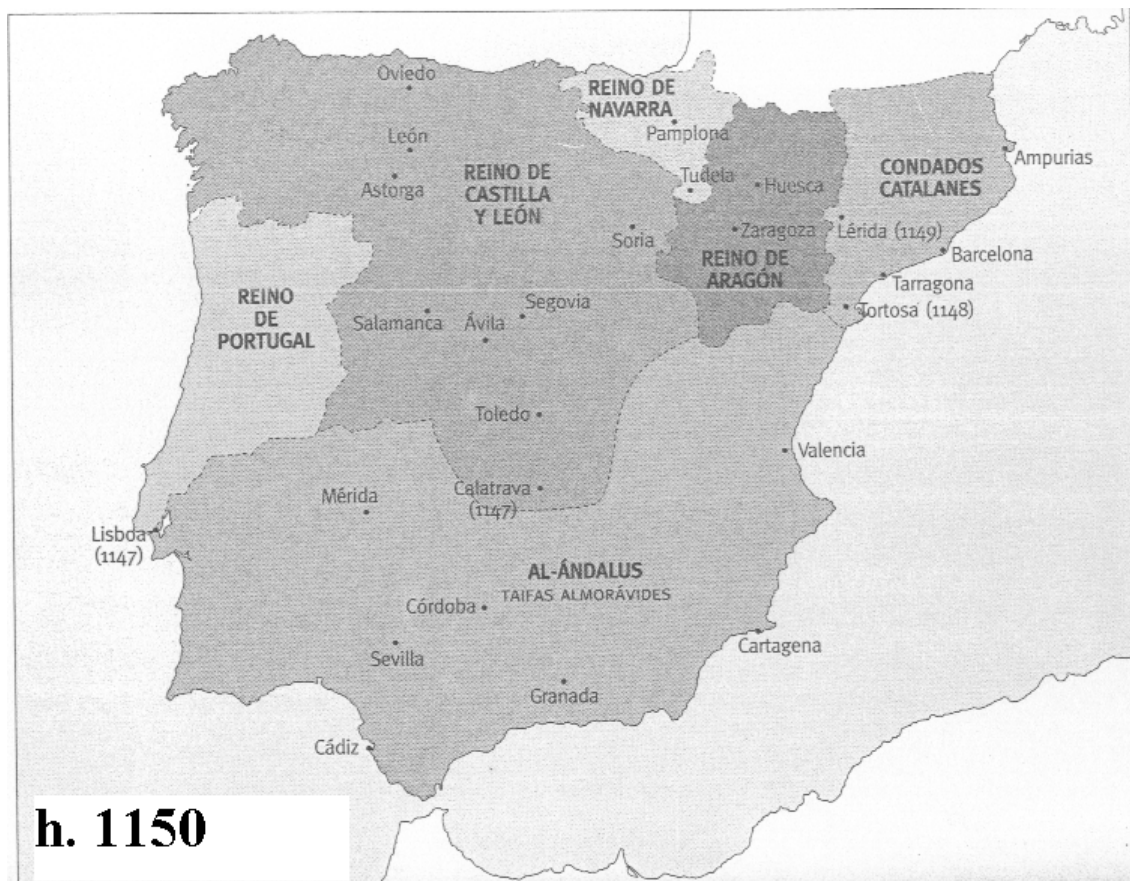 Oviedo
REINO DE
NAVARRA
Pamplona
León
Astorga
REINO DE
CASTILLA
Y LEÓN
Tudela
Huesca
CONDADOS
CATALANES
Ampurias
Soria
Zaragoza
REINO DE
ARAGÓN
Lérida (1149)
Barcelona
Tarragona
Tortosa (1148)
REINO
DE
PORTUGAL
Salamanca
Ávila
Segovia
Toledo
Valencia
Mérida
Calatrava
(1147)
Lisboa
(1147)
AL-ÁNDALUS
TAIFAS ALMORÁVIDES
Córdoba
Sevilla
Cartagena
Granada
Cádiz
h. 1150